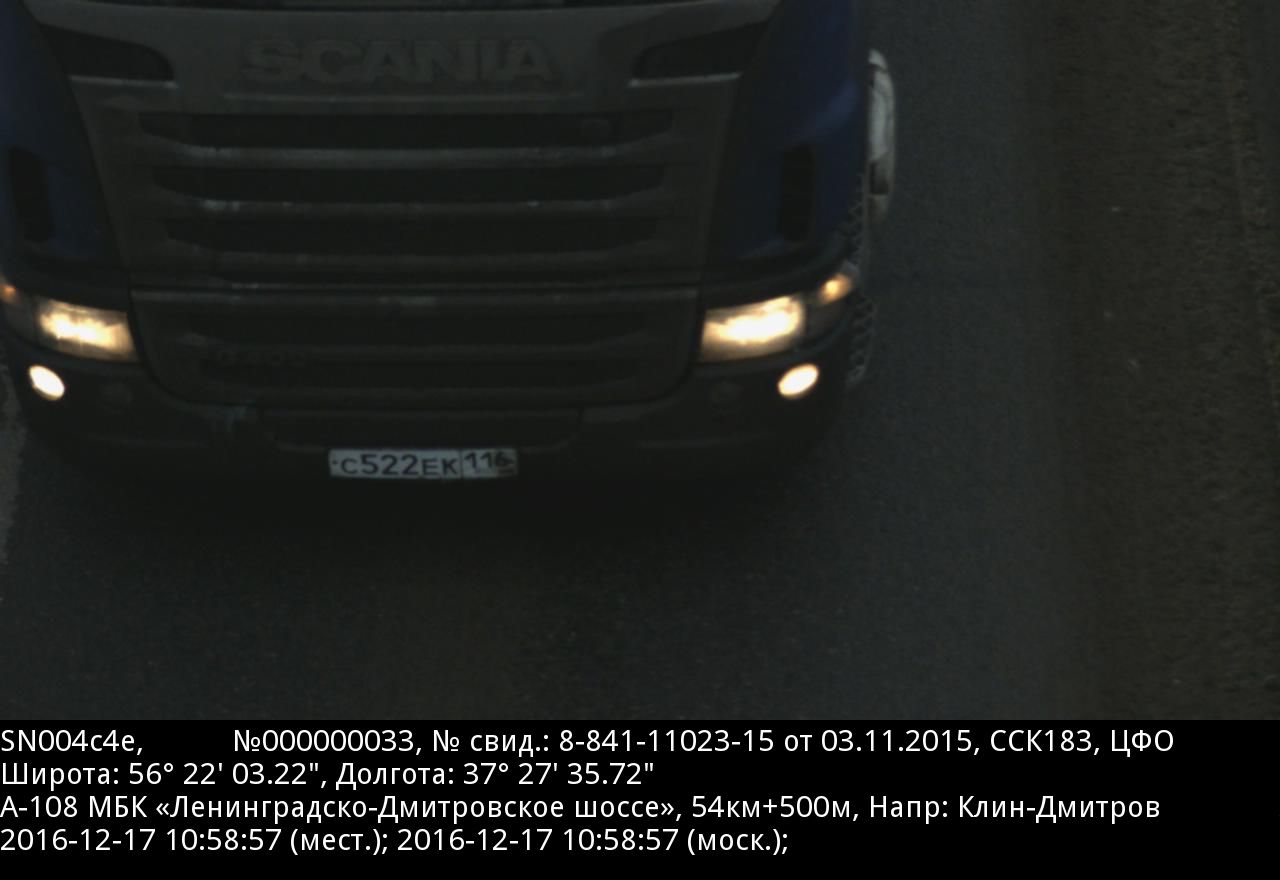 SCANIA
С522ЕК 116
SN004c4e, №000000033, № свид.: 8-841-11023-15 от 03.11.2015, ССК183, ЦФО
Широта: 56° 22' 03.22", Долгота: 37° 27' 35.72"
А-108 МБК «Ленинградско-Дмитровское шоссе», 54км+500м, Напр: Клин-Дмитров
2016-12-17 10:58:57 (мест.); 2016-12-17 10:58:57 (моск.);